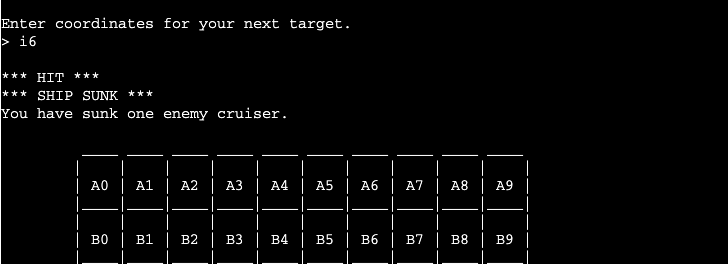 Enter coordinates for your next target.
> i6
*** HIT ***
*** SHIP SUNK ***
You have sunk one enemy cruiser.
A0 A1 A2 A3 A4 A5 A6 A7 A8 A9
B0 B1 B2 B3 B4 B5 B6 B7 B8 B9